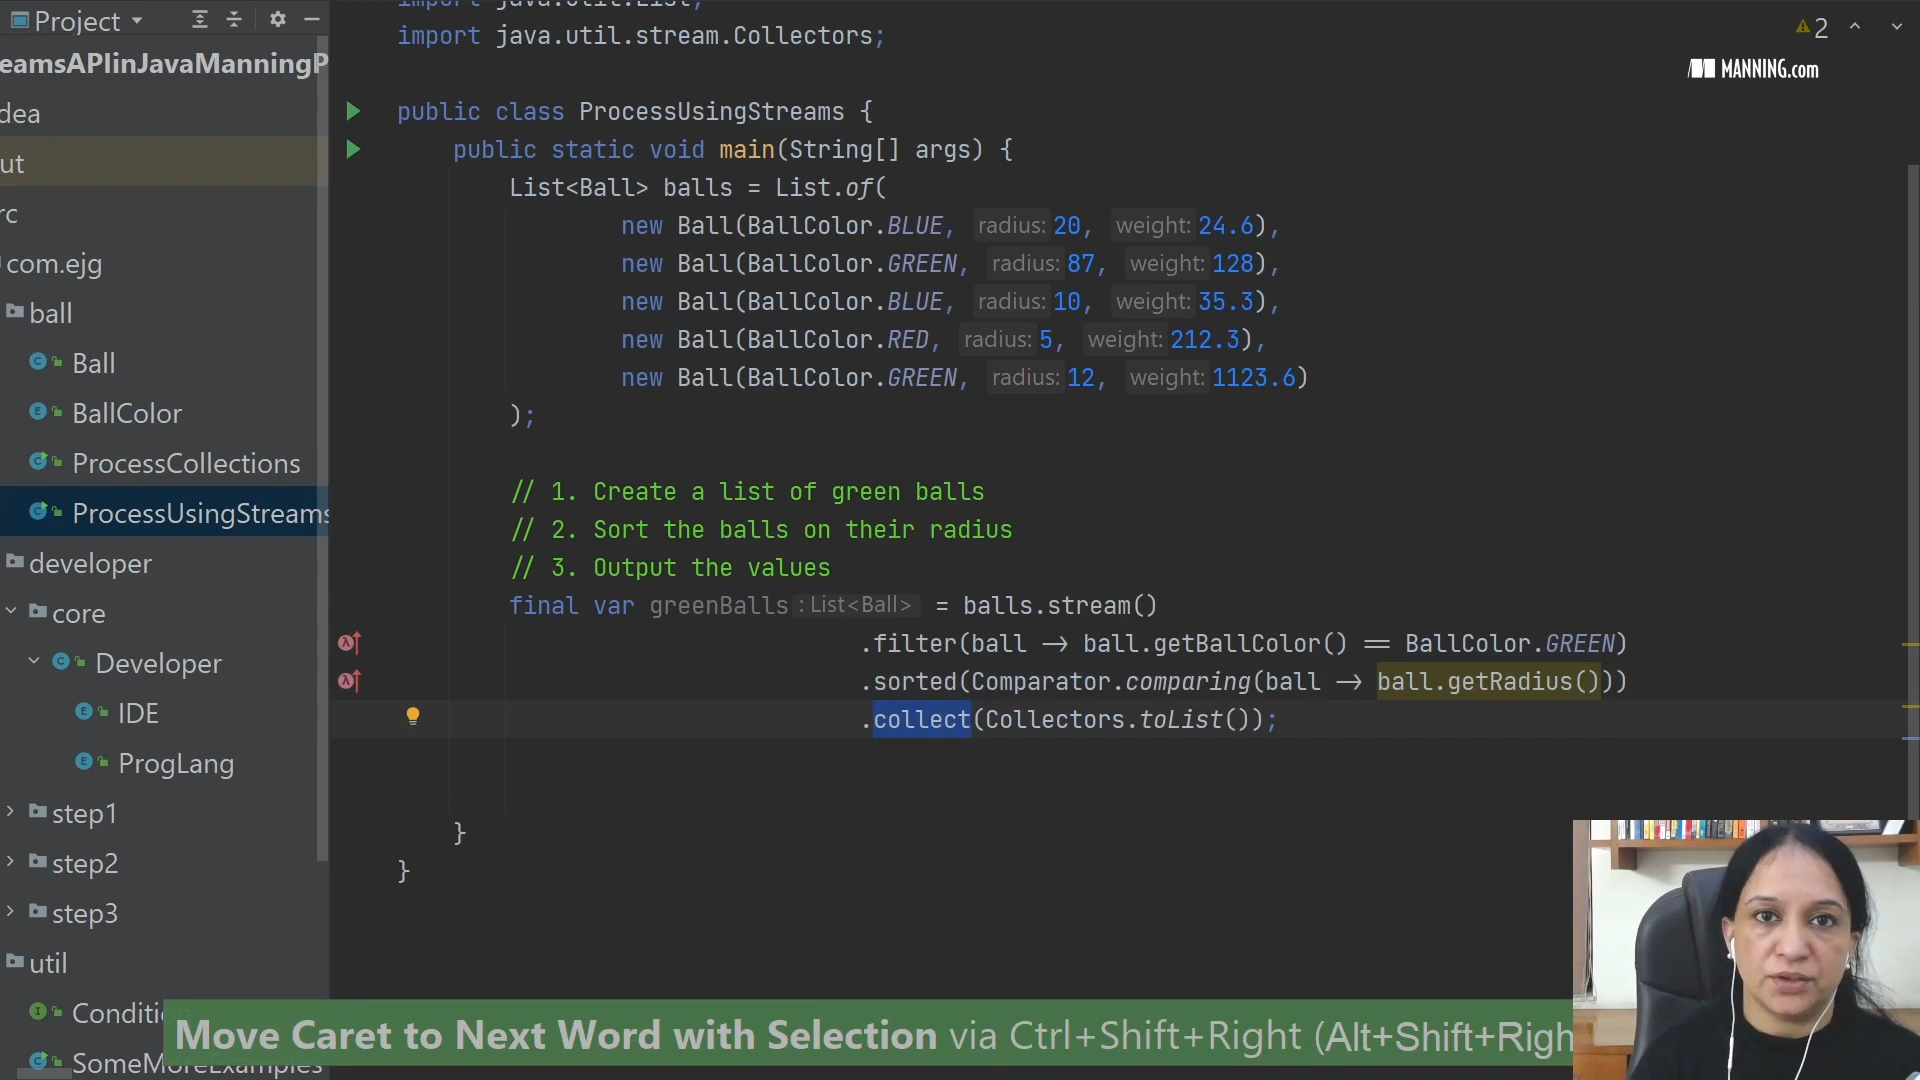 Project
import java.util.List;
import java.util.stream.Collectors;
2
MANNING.com
eamsAPIinJavaManningP
dea
ut
rc
com.ejg
ball
Ball
BallColor
ProcessCollections
ProcessUsingStreams
developer
core
Developer
IDE
ProgLang
step1
step2
step3
util
Conditi
SomeMoreExamples
public class ProcessUsingStreams {
public static void main(String[] args) {
List<Ball> balls = List.of(
new Ball(BallColor.BLUE, radius: 20, weight: 24.6),
new Ball(BallColor.GREEN, radius: 87, weight: 128),
new Ball(BallColor.BLUE, radius: 10, weight: 35.3),
new Ball(BallColor.RED, radius: 5, weight: 212.3),
new Ball(BallColor.GREEN, radius: 12, weight: 1123.6)
);
// 1. Create a list of green balls
// 2. Sort the balls on their radius
// 3. Output the values
final var greenBalls : List<Ball> = balls.stream()
.filter(ball -> ball.getBallColor() == BallColor.GREEN)
.sorted(Comparator.comparing(ball -> ball.getRadius()))
.collect(Collectors.toList());
}
}
Move Caret to Next Word with Selection via Ctrl+Shift+Right (Alt+Shift+Righ